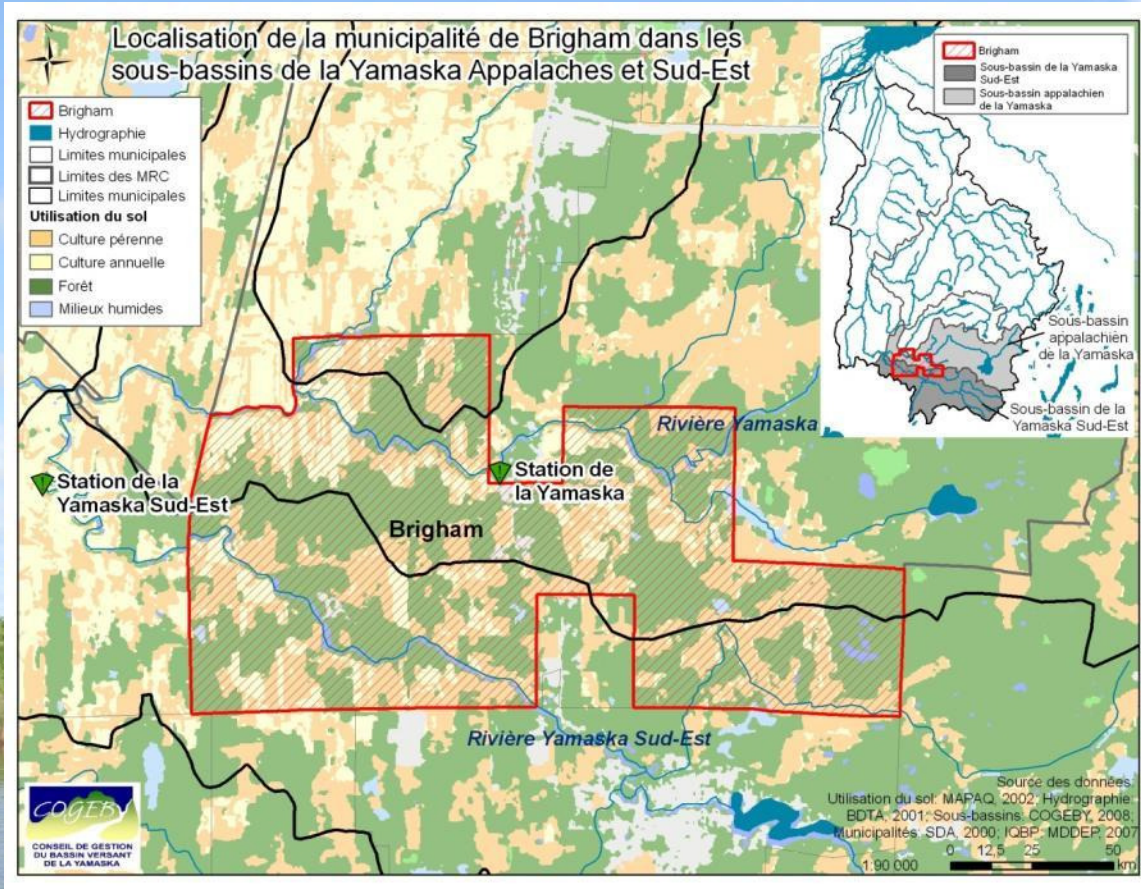 Localisation de la municipalité de Brigham dans les
sous-bassins de la Yamaska Appalaches et Sud-Est
Brigham
Hydrographie
Limites municipales
Limites des MRC
Limites municipales
Utilisation du sol
Culture pérenne
Culture annuelle
Forêt
Milieux humides
Brigham
Sous-bassin de la Yamaska
Sud-Est
Sous-bassin appalachien
de la Yamaska
Sous-bassin
appalachien
de la Yamaska
Sous-bassin de la
Yamaska Sud-Est
Rivière Yamaska
Station de la
Yamaska Sud-Est
Station de
la Yamaska
Brigham
Rivière Yamaska Sud-Est
COGEBY
CONSEIL DE GESTION
DU BASSIN VERSANT
DE LA YAMASKA
Source des données:
Utilisation du sol: MAPAQ, 2002; Hydrographie:
BDTA, 2001; Sous-bassins: COGEBY, 2008;
Municipalités: SDA, 2000; IQBP: MDDEP, 2007
0 12,5 25 50
1:90 000 km